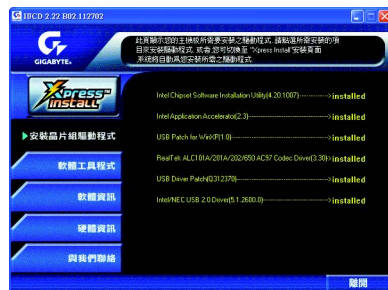 IUCD 2.22 B02.112702
GIGABYTE™
此頁顯示您的主機板所需要安裝之驅動程式. 請點選所需安裝的項
目來安裝驅動程式. 或者,您可切換至 "Xpress Install"安裝頁面
,系統將自動為您安裝所需之驅動程式.
Xpress™
install
安裝晶片組驅動程式
軟體工具程式
軟體資訊
硬體資訊
與我們聯絡
Intel Chipset Software Installation Utility(4.20.1007)---------------->installed
Intel Application Accelerator(2.3)---------------->installed
USB Patch for WinXP(1.0)---------------->installed
RealTek ALC101A/201A/202/650 AC97 Codec Driver(3.30)>installed
USB Driver Patch(Q312370)---------------->installed
Intel/NEC USB 2.0 Driver(5.1.2600.0)---------------->installed
離開